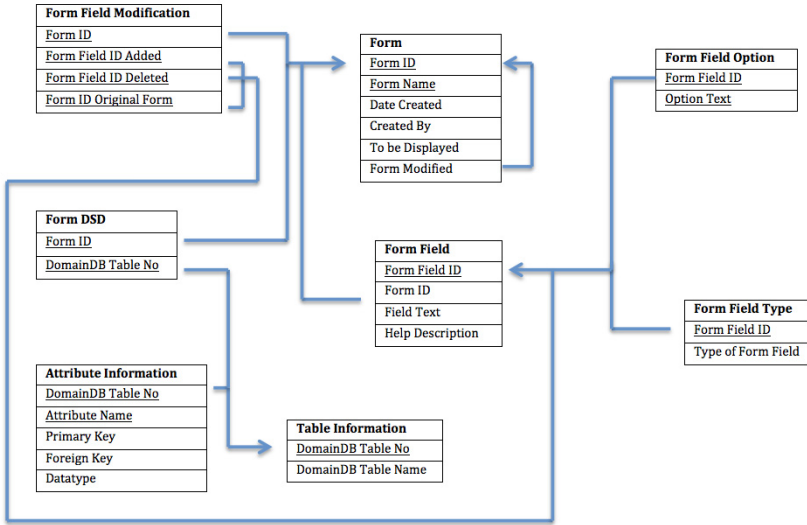 Form Field Modification
Form ID
Form Field ID Added
Form Field ID Deleted
Form ID Original Form
Form
Form ID
Form Name
Date Created
Created By
To be Displayed
Form Modified
Form Field Option
Form Field ID
Option Text
Form DSD
Form ID
DomainDB Table No
Form Field
Form Field ID
Form ID
Field Text
Help Description
Form Field Type
Form Field ID
Type of Form Field
Attribute Information
DomainDB Table No
Attribute Name
Primary Key
Foreign Key
Datatype
Table Information
DomainDB Table No
DomainDB Table Name